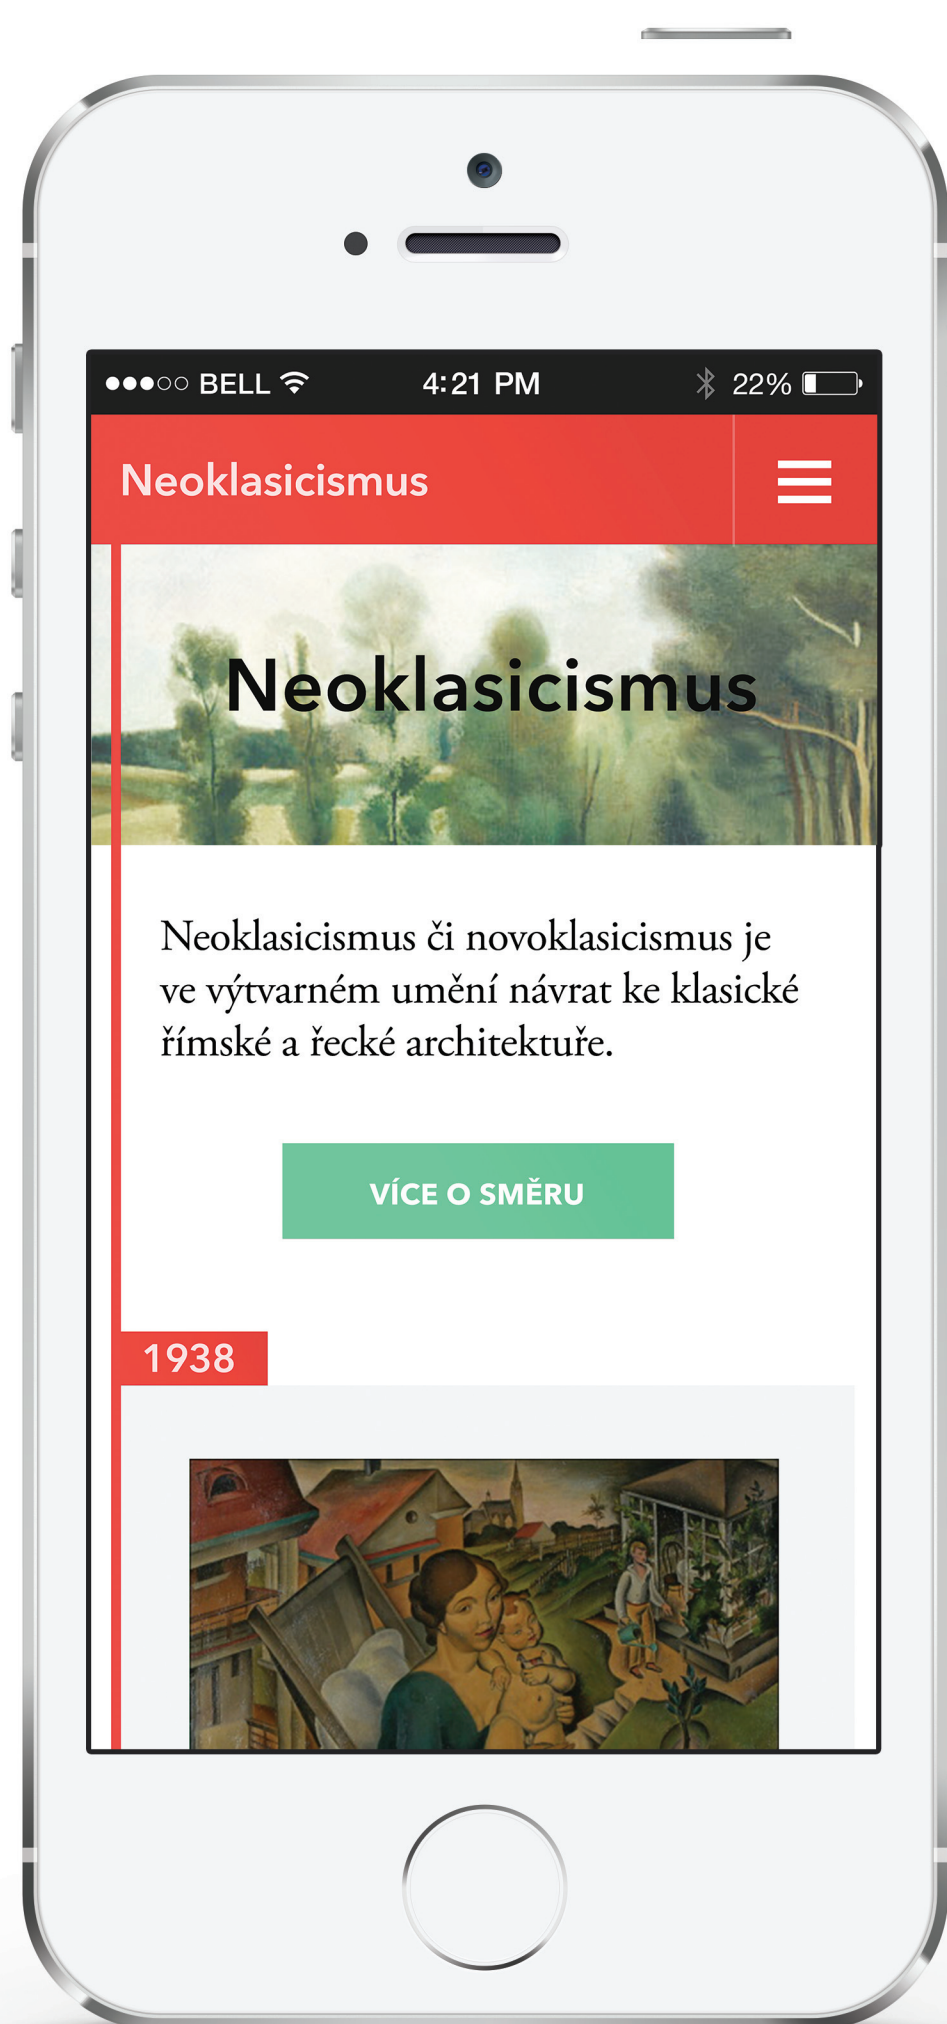 BELL 4:21 PM 22%
Neoklasicismus
Neoklasicismus
Neoklasicismus či novoklasicismus je
ve výtvarném umění návrat ke klasické
římské a řecké architektuře.
VÍCE O SMĚRU
1938